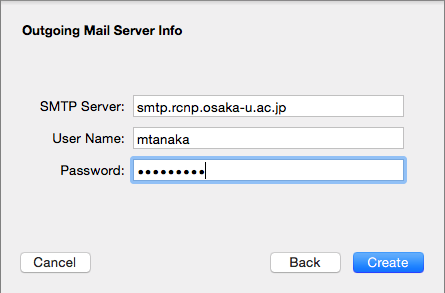 Outgoing Mail Server Info
SMTP Server: smtp.rcnp.osaka-u.ac.jp
User Name: mtanaka
Password: •••••••••
Cancel Back Create